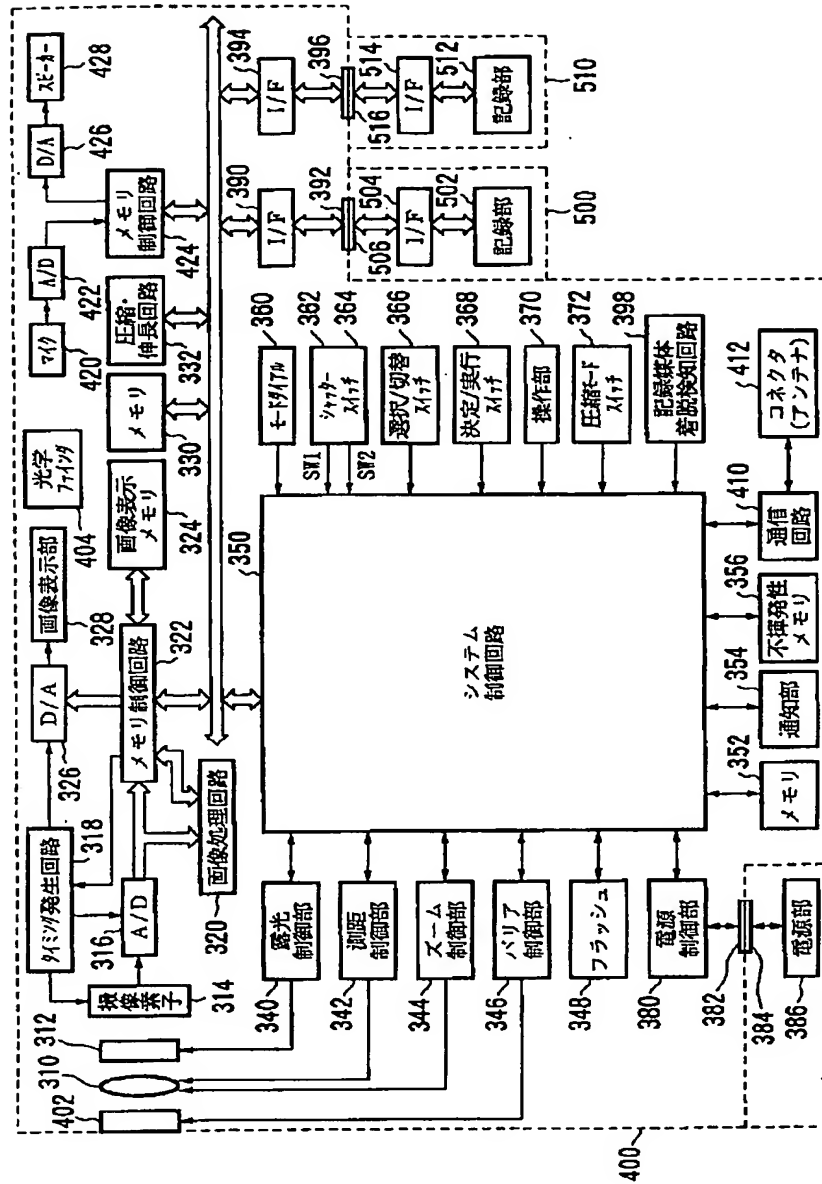 428
スピーカー
426
D/A
メモリ
制御回路
424
422
A/D
420
マイク
圧縮・
伸長回路
332
メモリ
330
光学
ファインダ
404
画像表示
メモリ
324
画像表示部
328
D/A
326
メモリ制御回路
322
タイミング発生回路
318
A/D
316
画像処理回路
320
撮像素子
314
312
310
402
394
I/F
396
514
516
I/F
512
記録部
510
390
I/F
392
504
506
I/F
502
記録部
500
350
システム
制御回路
モードダイアル
360
シャッター
スイッチ
362
364
SW1
SW2
選択/切替
スイッチ
366
決定/実行
スイッチ
368
操作部
370
圧縮モード
スイッチ
372
記録媒体
着脱検知回路
398
コネクタ
(アンテナ)
412
通信
回路
410
不揮発性
メモリ
356
通知部
354
メモリ
352
露光
制御部
340
測距
制御部
342
ズーム
制御部
344
バリア
制御部
346
フラッシュ
348
電源
制御部
380
382
384
電源部
386
400